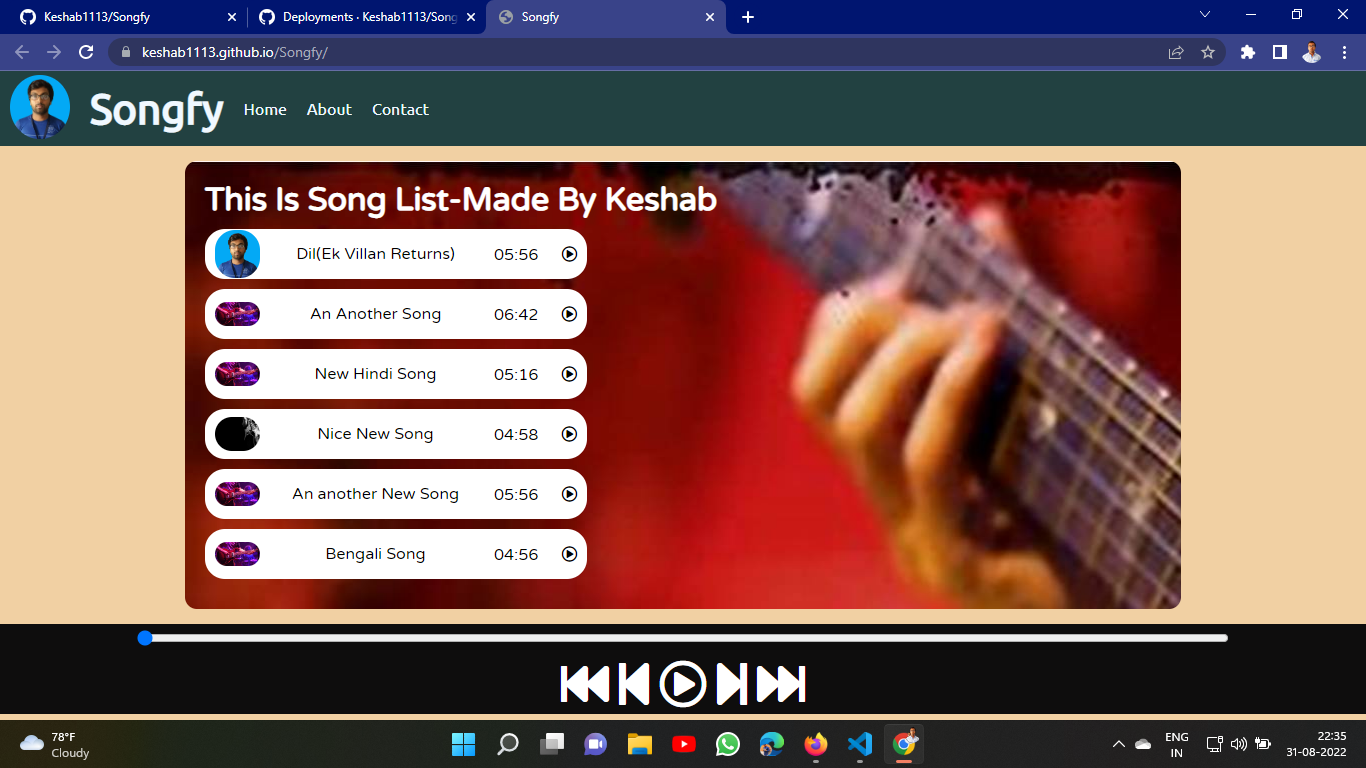 Keshab1113/Songfy
Deployments · Keshab1113/Song
Songfy
keshab1113.github.io/Songfy/
Songfy Home About Contact
This Is Song List-Made By Keshab
Dil(Ek Villan Returns) 05:56
An Another Song 06:42
New Hindi Song 05:16
Nice New Song 04:58
An another New Song 05:56
Bengali Song 04:56
78°F
Cloudy
ENG
IN
22:35
31-08-2022